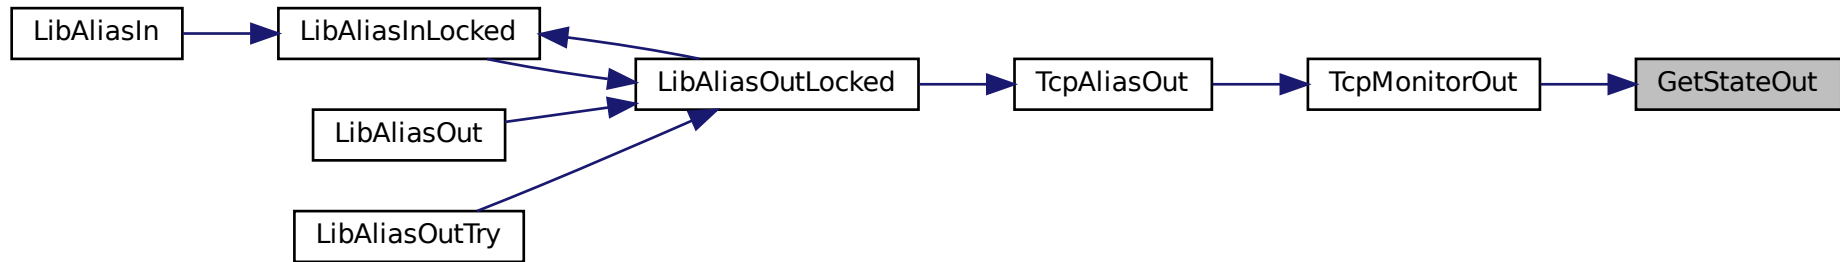 LibAliasIn
LibAliasInLocked
LibAliasOutLocked
TcpAliasOut
TcpMonitorOut
GetStateOut
LibAliasOut
LibAliasOutTry